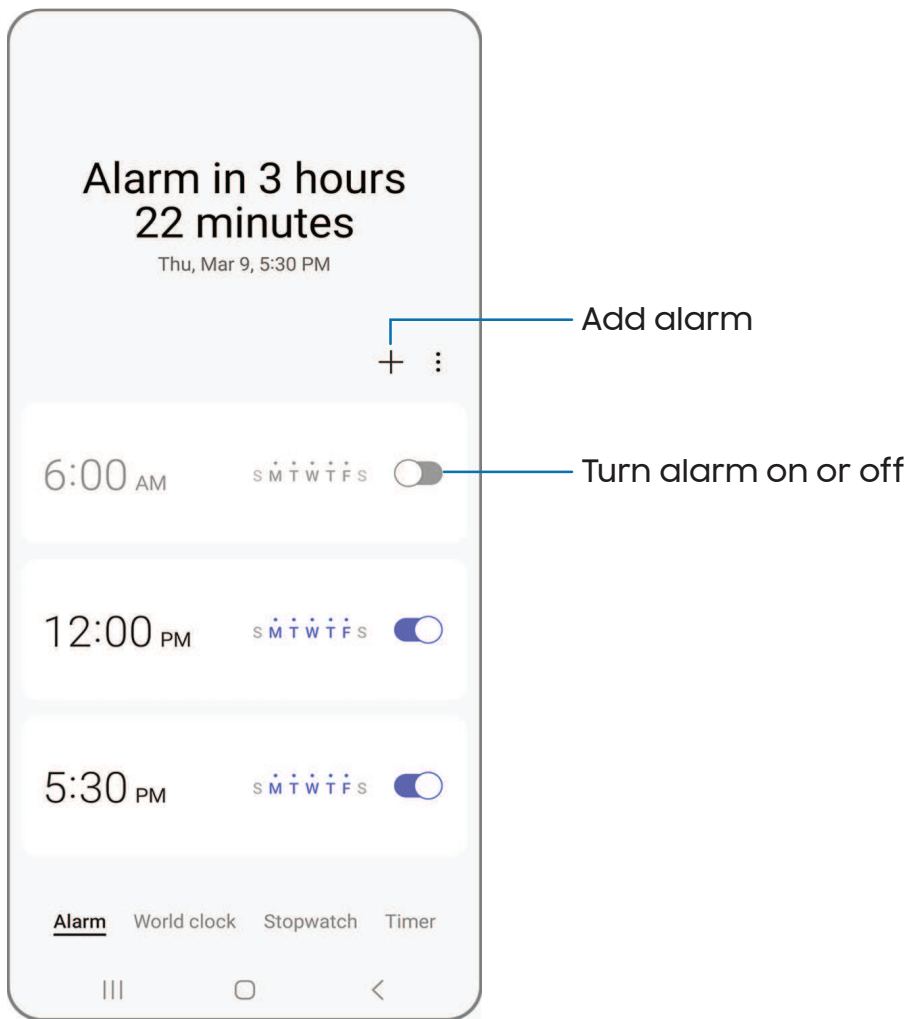 Alarm in 3 hours
22 minutes
Thu, Mar 9, 5:30 PM
Add alarm
6:00 AM S M T W T F S
Turn alarm on or off
12:00 PM S M T W T F S
5:30 PM S M T W T F S
Alarm World clock Stopwatch Timer